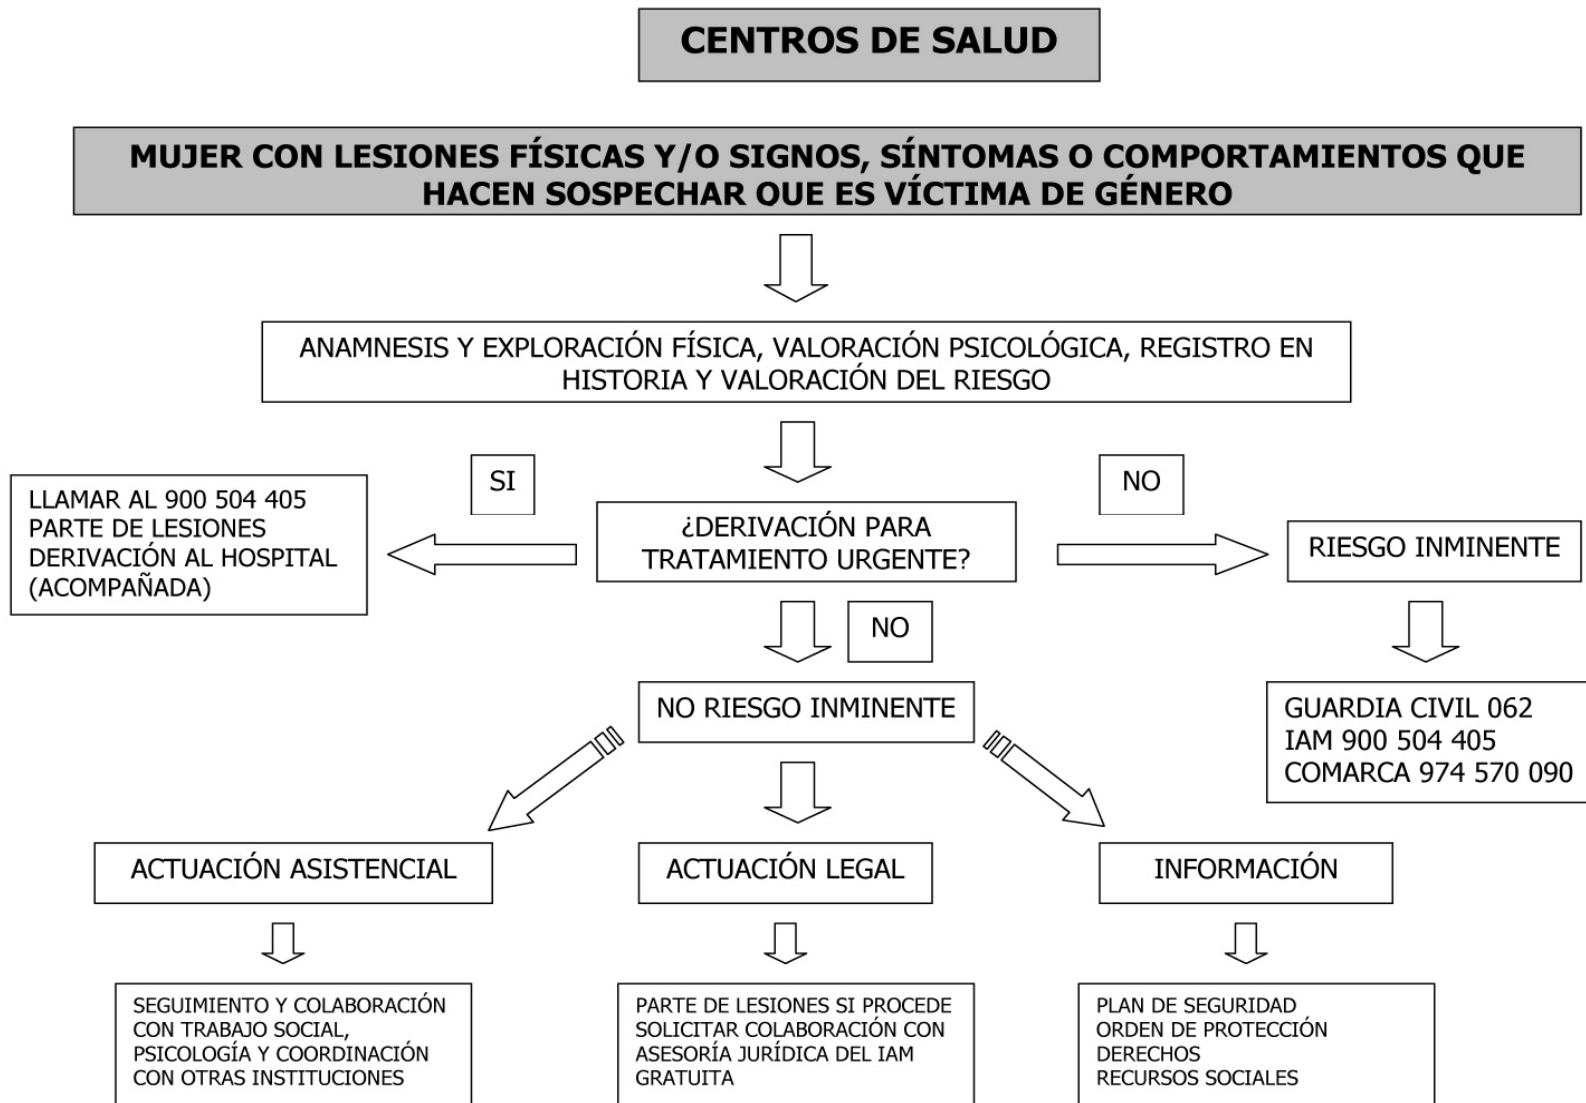 CENTROS DE SALUD
MUJER CON LESIONES FÍSICAS Y/O SIGNOS, SÍNTOMAS O COMPORTAMIENTOS QUE
HACEN SOSPECHAR QUE ES VÍCTIMA DE GÉNERO
ANAMNESIS Y EXPLORACIÓN FÍSICA, VALORACIÓN PSICOLÓGICA, REGISTRO EN
HISTORIA Y VALORACIÓN DEL RIESGO
SI
NO
LLAMAR AL 900 504 405
PARTE DE LESIONES
DERIVACIÓN AL HOSPITAL
(ACOMPAÑADA)
¿DERIVACIÓN PARA
TRATAMIENTO URGENTE?
RIESGO INMINENTE
NO
NO RIESGO INMINENTE
GUARDIA CIVIL 062
IAM 900 504 405
COMARCA 974 570 090
ACTUACIÓN ASISTENCIAL
ACTUACIÓN LEGAL
INFORMACIÓN
SEGUIMIENTO Y COLABORACIÓN
CON TRABAJO SOCIAL,
PSICOLOGÍA Y COORDINACIÓN
CON OTRAS INSTITUCIONES
PARTE DE LESIONES SI PROCEDE
SOLICITAR COLABORACIÓN CON
ASESORÍA JURÍDICA DEL IAM
GRATUITA
PLAN DE SEGURIDAD
ORDEN DE PROTECCIÓN
DERECHOS
RECURSOS SOCIALES